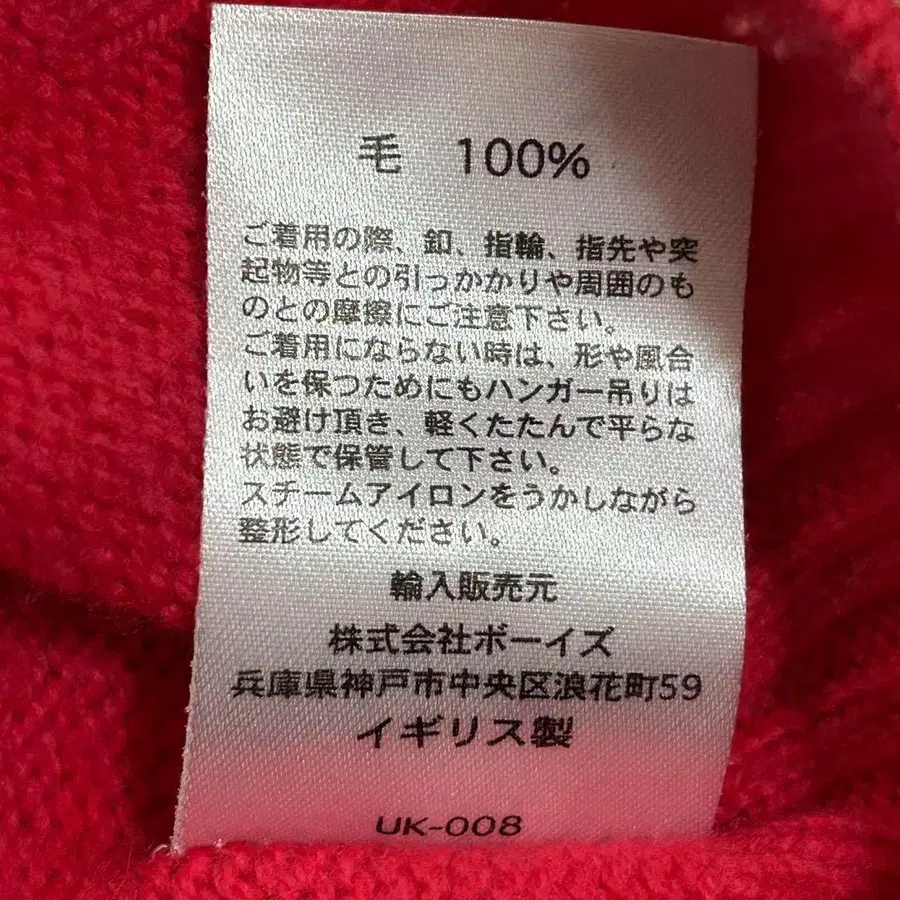 毛 100%
ご着用の際、釦、指輪、指先や突
起物等との引っかかりや周囲のも
のとの摩擦にご注意下さい。
ご着用にならない時は、形や風合
いを保つためにもハンガー吊りは
お避け頂き、軽くたたんで平らな
状態で保管して下さい。
スチームアイロンをうかしながら
整形してください。
輸入販売元
株式会社ボーイズ
兵庫県神戸市中央区浪花町59
イギリス製
UK-008